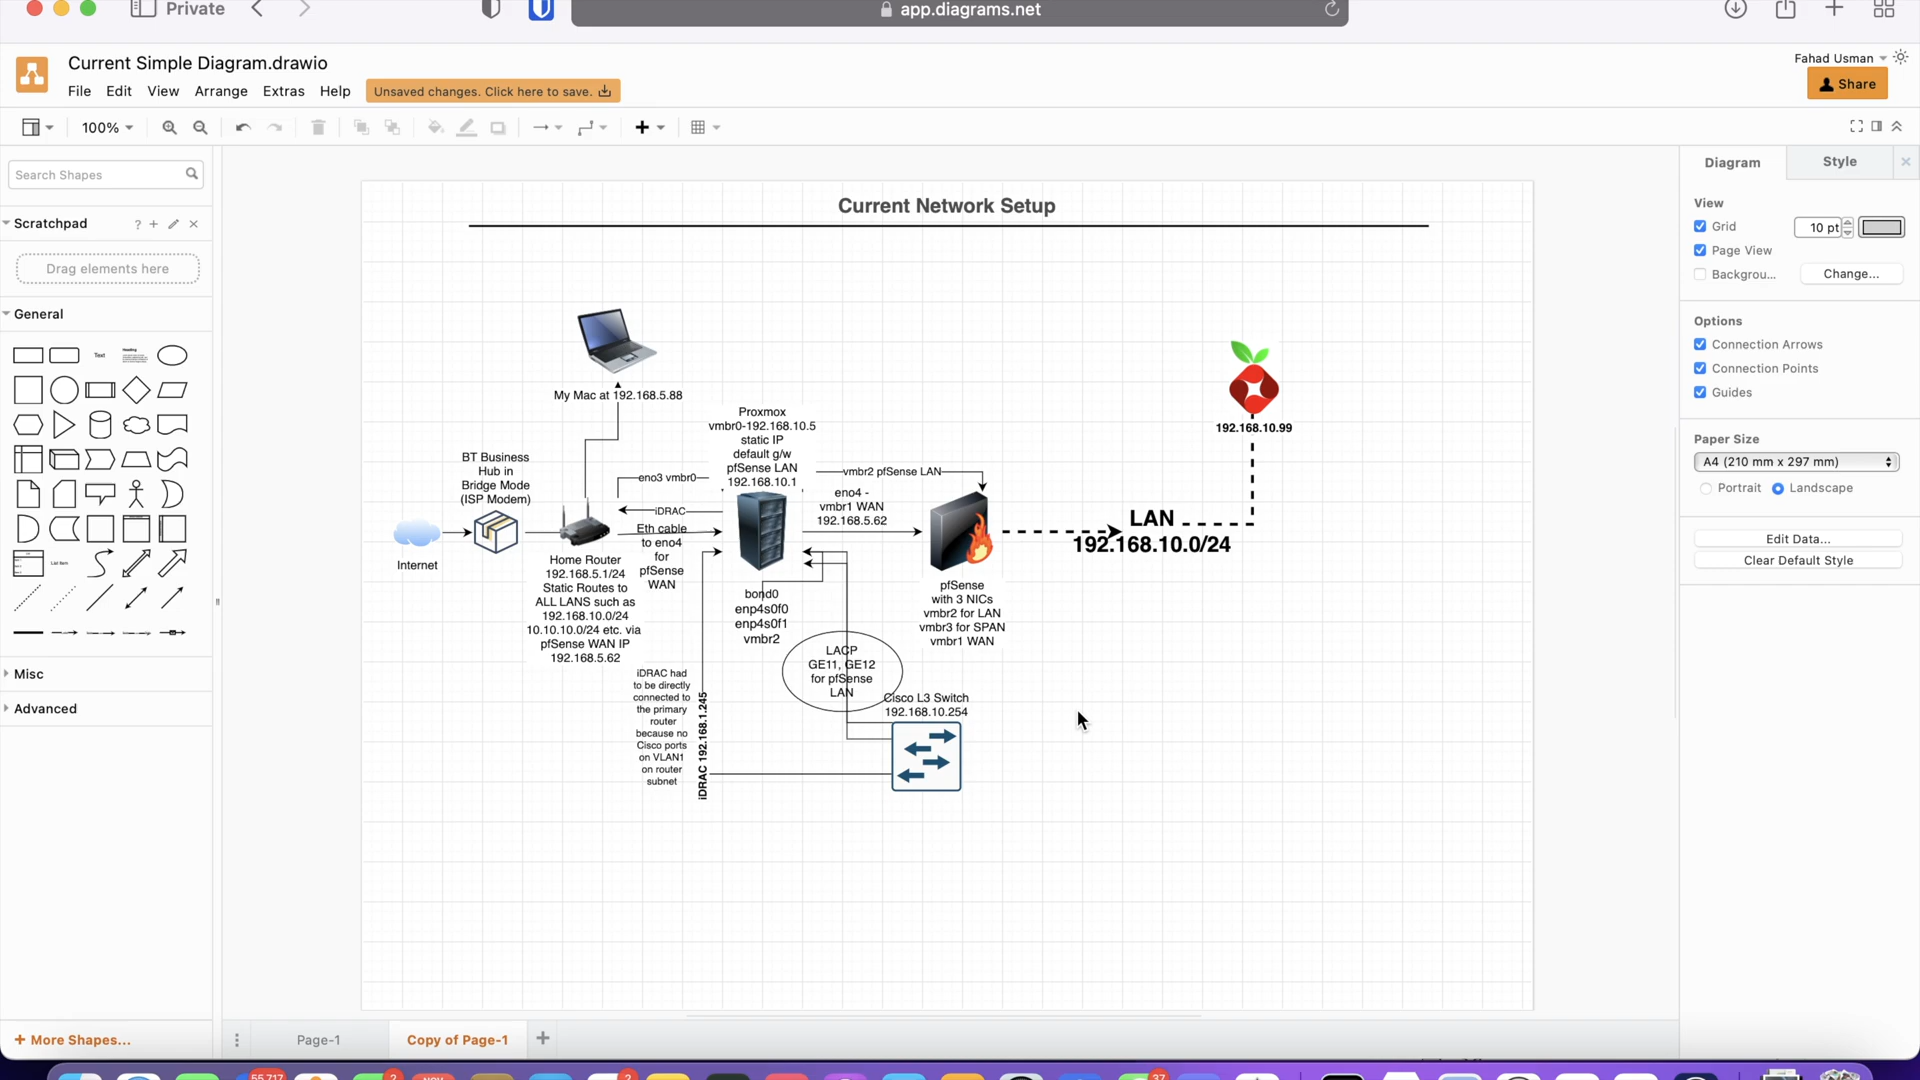 Private
app.diagrams.net
Current Simple Diagram.drawio
Fahad Usman
File Edit View Arrange Extras Help
Unsaved changes. Click here to save.
Share
100%
Search Shapes
Scratchpad
? + ×
Drag elements here
General
Text
Heading
List Item
Misc
Advanced
+ More Shapes...
Current Network Setup
My Mac at 192.168.5.88
Proxmox
vmbr0-192.168.10.5
static IP
default g/w
pfSense LAN
192.168.10.1
BT Business
Hub in
Bridge Mode
(ISP Modem)
Internet
eno3 vmbr0
iDRAC
Eth cable
to eno4
for
pfSense
WAN
Home Router
192.168.5.1/24
Static Routes to
ALL LANS such as
192.168.10.0/24
10.10.10.0/24 etc. via
pfSense WAN IP
192.168.5.62
vmbr2 pfSense LAN
eno4 -
vmbr1 WAN
192.168.5.62
bond0
enp4s0f0
enp4s0f1
vmbr2
pfSense
with 3 NICs
vmbr2 for LAN
vmbr3 for SPAN
vmbr1 WAN
LAN
192.168.10.0/24
192.168.10.99
LACP
GE11, GE12
for pfSense
LAN
Cisco L3 Switch
192.168.10.254
iDRAC had
to be directly
connected to
the primary
router
because no
Cisco ports
on VLAN1
on router
subnet
iDRAC 192.168.1.245
Diagram
Style
View
Grid
10 pt
Page View
Backgrou...
Change...
Options
Connection Arrows
Connection Points
Guides
Paper Size
A4 (210 mm x 297 mm)
Portrait
Landscape
Edit Data...
Clear Default Style
Page-1
Copy of Page-1
55,717
2
NOV
2
37